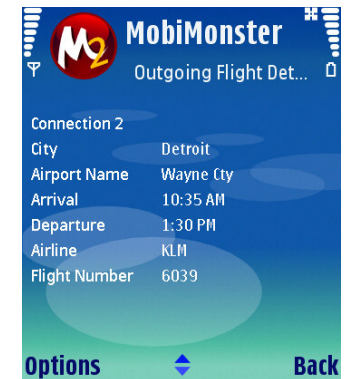 M2
MobiMonster
Outgoing Flight Det...
Connection 2
City Detroit
Airport Name Wayne Cty
Arrival 10:35 AM
Departure 1:30 PM
Airline KLM
Flight Number 6039
Options Back